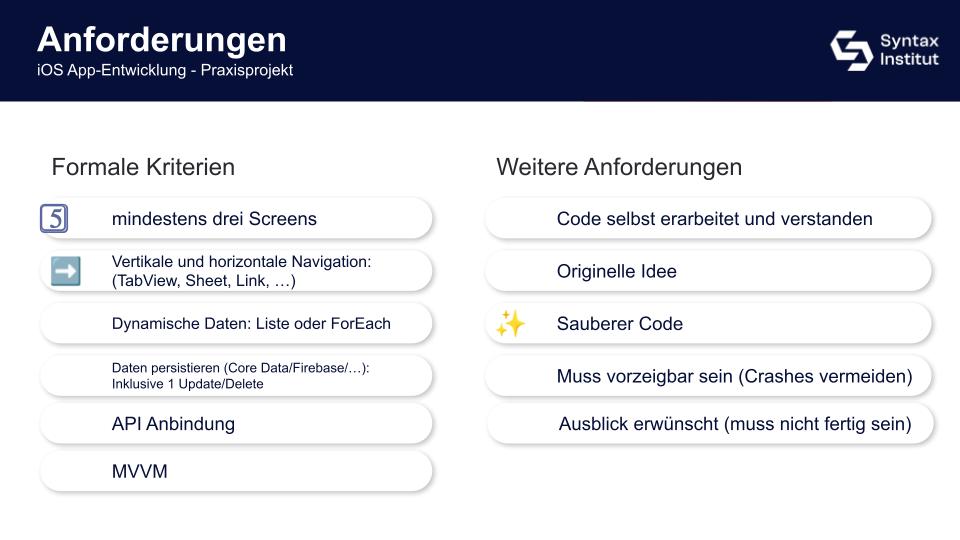 Anforderungen
iOS App-Entwicklung - Praxisprojekt
Syntax
Institut
Formale Kriterien
5
mindestens drei Screens
Vertikale und horizontale Navigation:
(TabView, Sheet, Link, …)
Dynamische Daten: Liste oder ForEach
Daten persistieren (Core Data/Firebase/…):
Inklusive 1 Update/Delete
API Anbindung
MVVM
Weitere Anforderungen
Code selbst erarbeitet und verstanden
Originelle Idee
Sauberer Code
Muss vorzeigbar sein (Crashes vermeiden)
Ausblick erwünscht (muss nicht fertig sein)